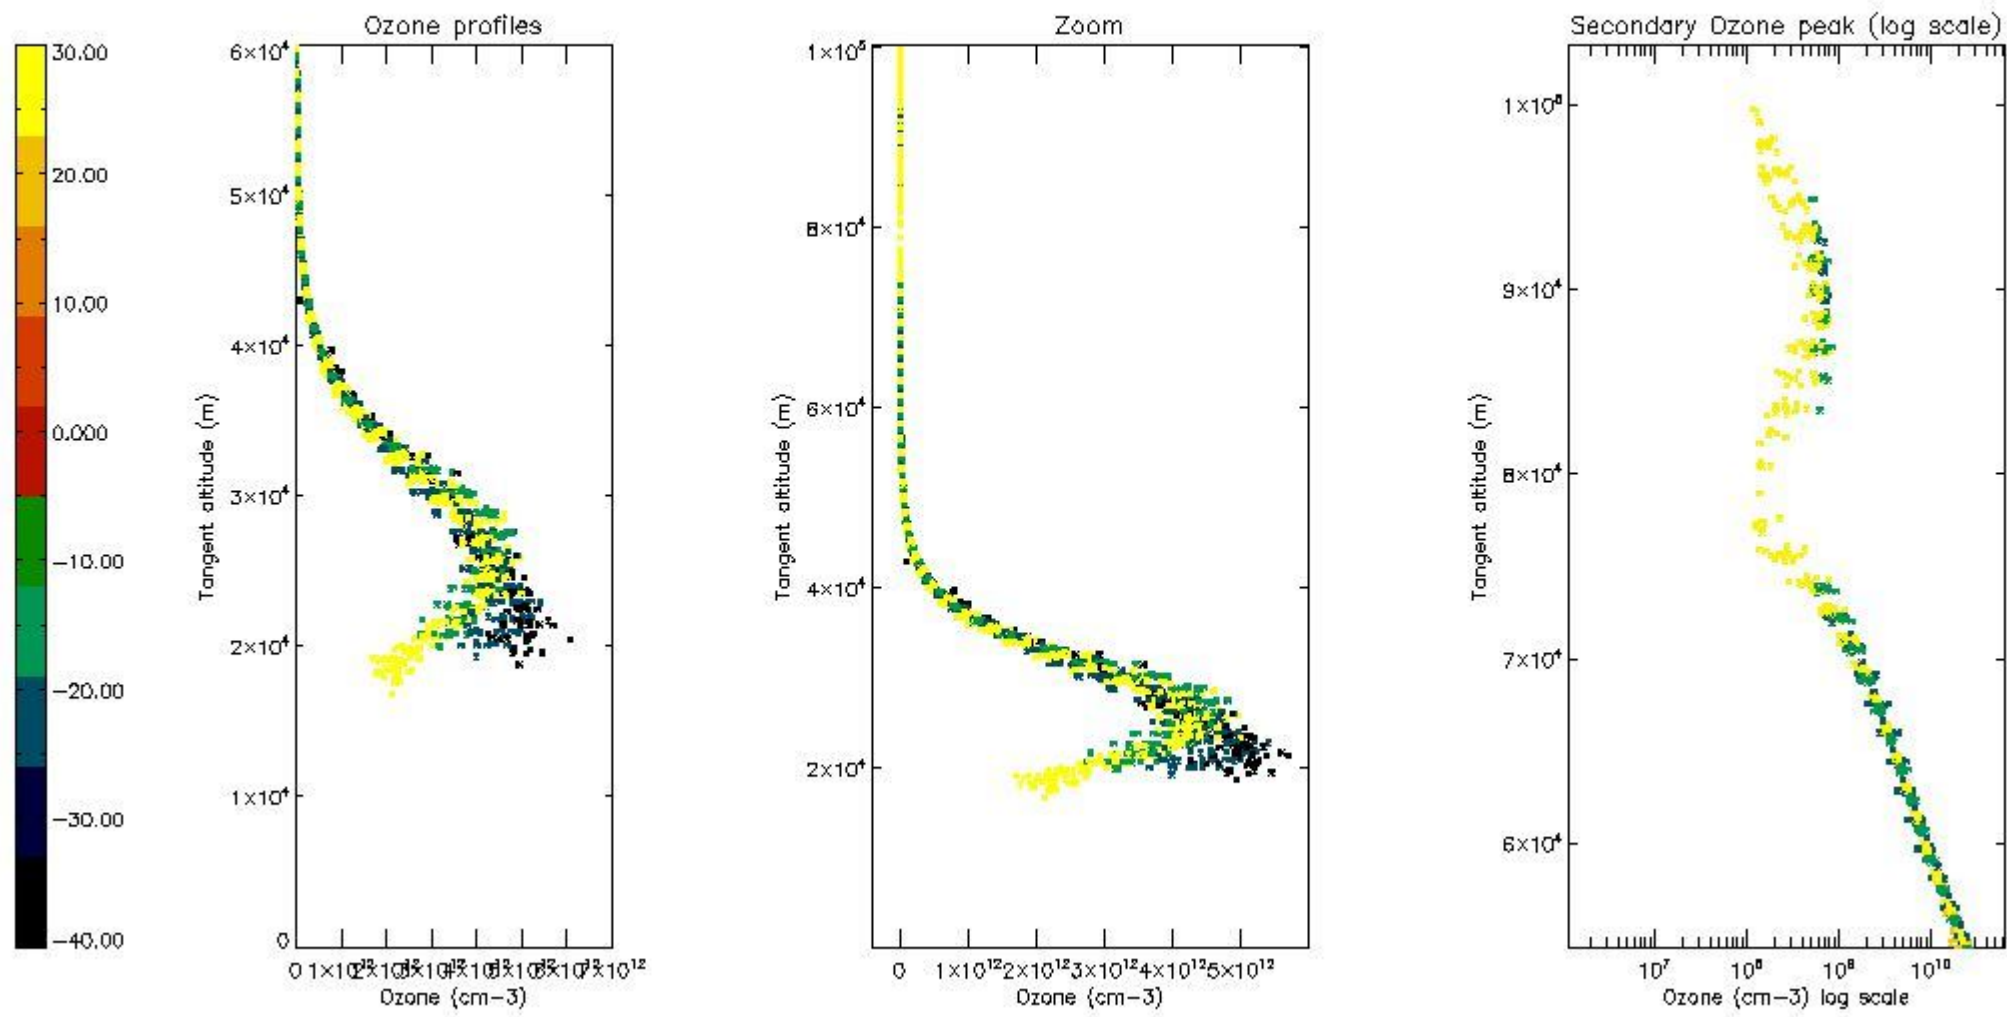 Ozone profiles
Zoom
Secondary Ozone peak (log scale)
30.00
20.00
10.00
0.000
−10.00
−20.00
−30.00
−40.00
6×10⁴
5×10⁴
4×10⁴
3×10⁴
2×10⁴
1×10⁴
0
Tangent altitude (m)
Ozone (cm−3)
1×10⁵
8×10⁴
6×10⁴
4×10⁴
2×10⁴
Tangent altitude (m)
0 1×10¹² 2×10¹² 3×10¹² 4×10¹² 5×10¹²
Ozone (cm−3)
9×10⁴
8×10⁴
7×10⁴
6×10⁴
Tangent altitude (m)
10⁷ 10⁸ 10⁹ 10¹⁰
Ozone (cm−3) log scale